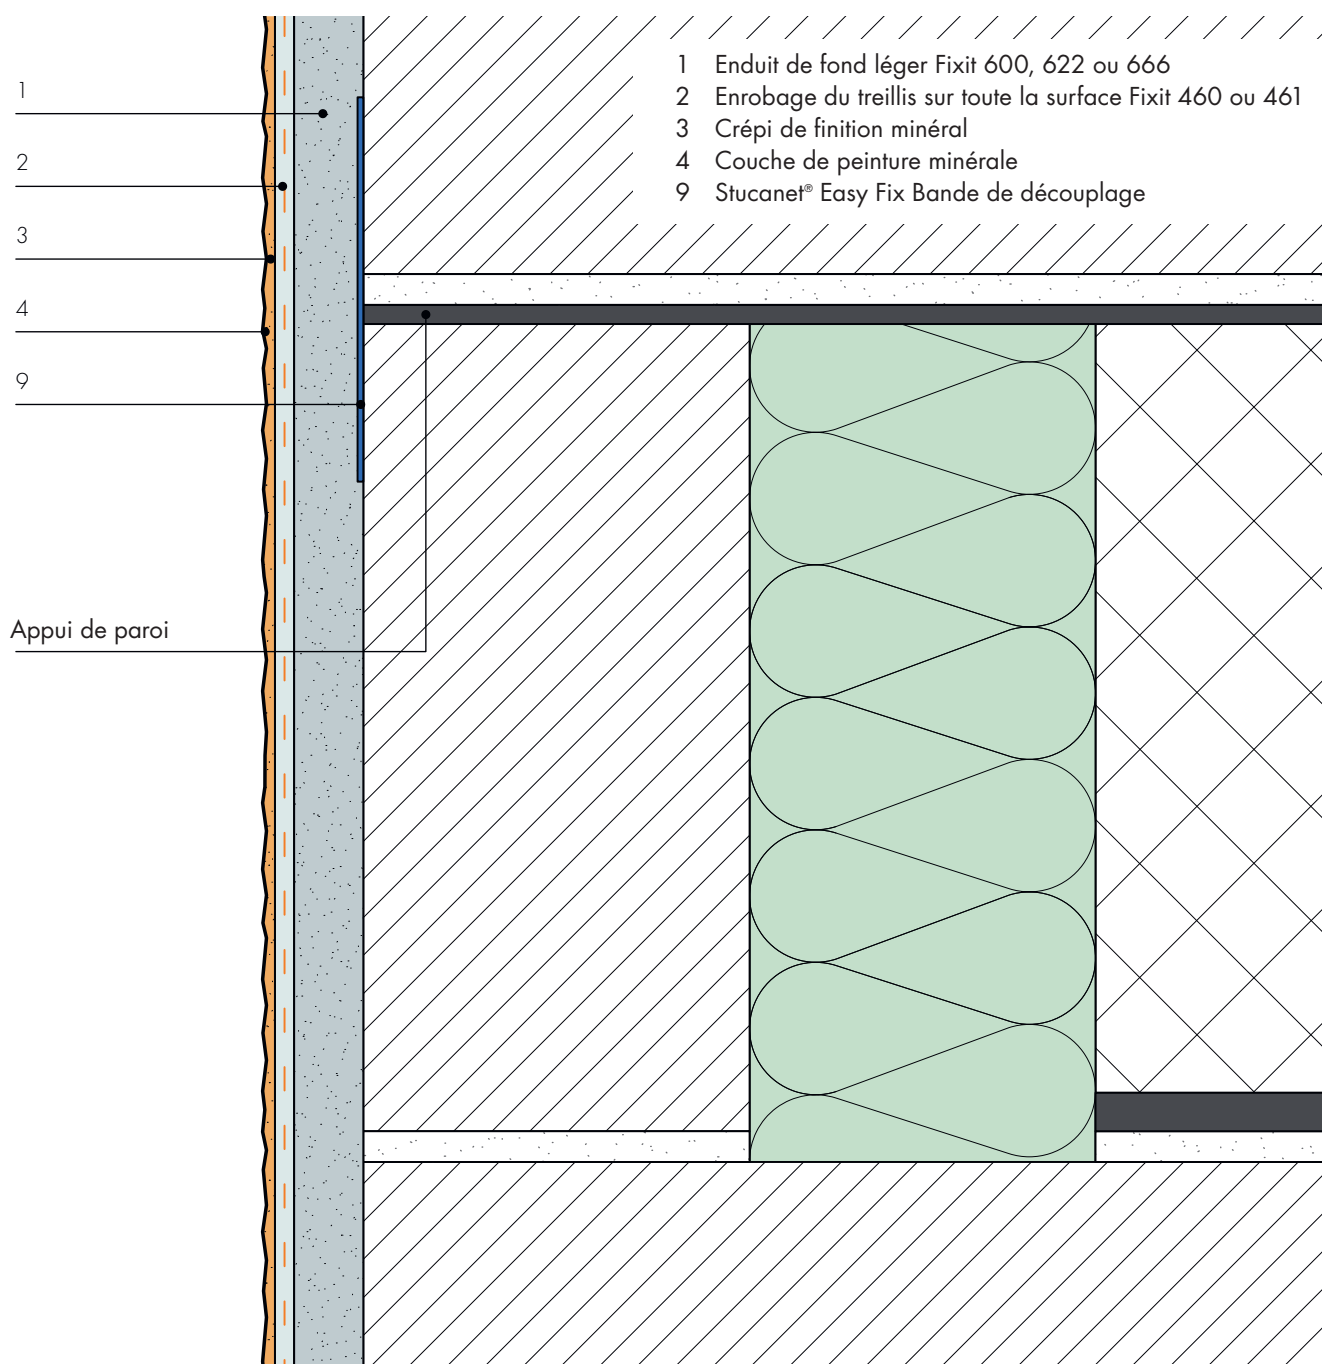 1 Enduit de fond léger Fixit 600, 622 ou 666
2 Enrobage du treillis sur toute la surface Fixit 460 ou 461
3 Crépi de finition minéral
4 Couche de peinture minérale
9 Stucanet® Easy Fix Bande de découplage
1
2
3
4
9
Appui de paroi